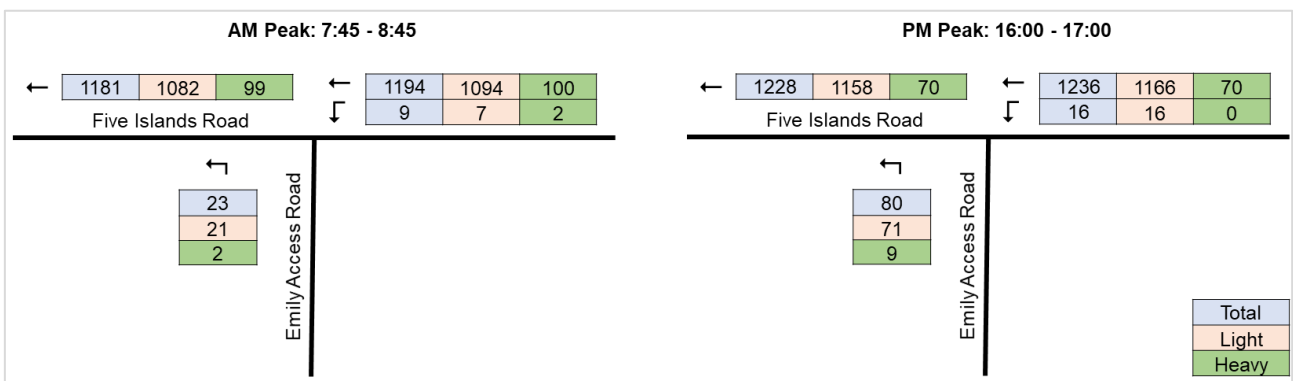 AM Peak: 7:45 - 8:45
← 1181 1082 99
← 1194 1094 100
9 7 2
Five Islands Road
23
21
2
Emily Access Road
PM Peak: 16:00 - 17:00
← 1228 1158 70
← 1236 1166 70
16 16 0
Five Islands Road
80
71
9
Emily Access Road
Total
Light
Heavy